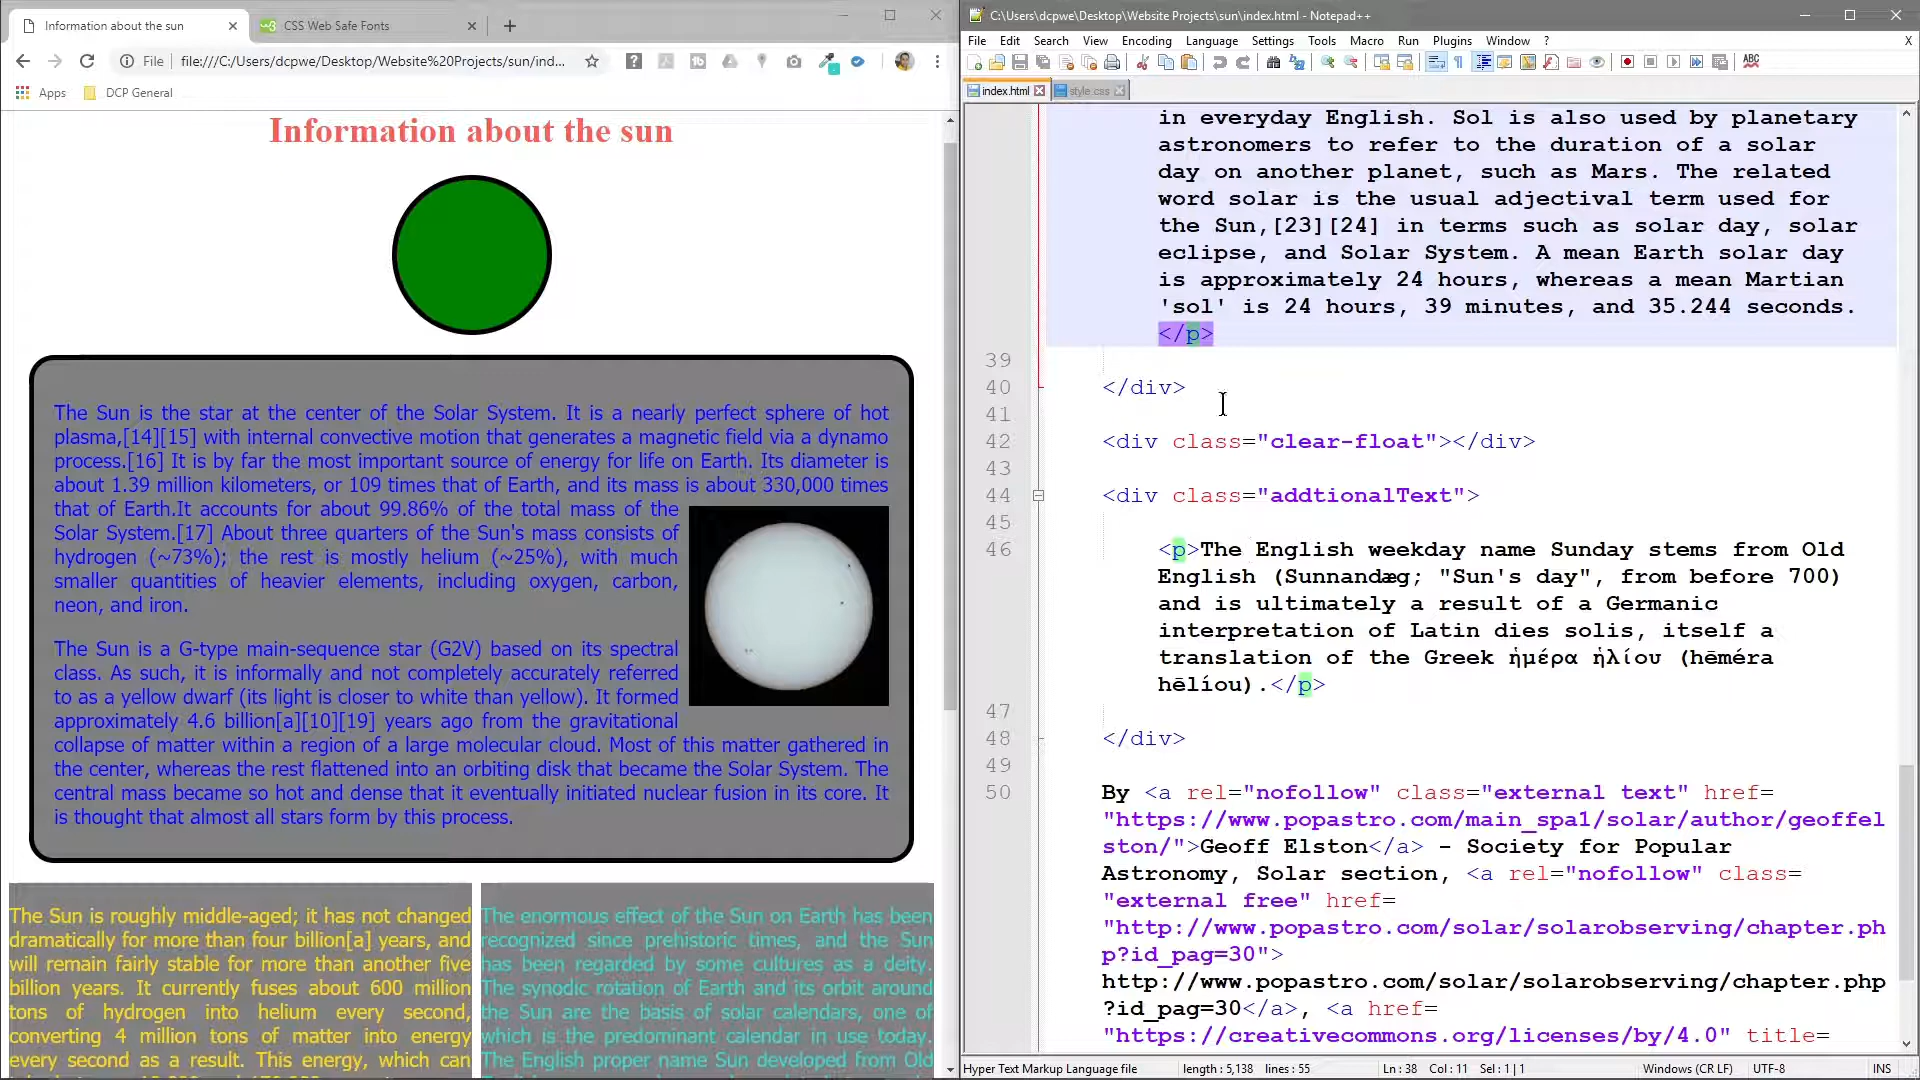 Information about the sun
CSS Web Safe Fonts
File
file:///C:/Users/dcpwe/Desktop/Website%20Projects/sun/ind...
Apps
DCP General
Information about the sun
The Sun is the star at the center of the Solar System. It is a nearly perfect sphere of hot
plasma,[14][15] with internal convective motion that generates a magnetic field via a dynamo
process.[16] It is by far the most important source of energy for life on Earth. Its diameter is
about 1.39 million kilometers, or 109 times that of Earth, and its mass is about 330,000 times
that of Earth.It accounts for about 99.86% of the total mass of the
Solar System.[17] About three quarters of the Sun's mass consists of
hydrogen (~73%); the rest is mostly helium (~25%), with much
smaller quantities of heavier elements, including oxygen, carbon,
neon, and iron.
The Sun is a G-type main-sequence star (G2V) based on its spectral
class. As such, it is informally and not completely accurately referred
to as a yellow dwarf (its light is closer to white than yellow). It formed
approximately 4.6 billion[a][10][19] years ago from the gravitational
collapse of matter within a region of a large molecular cloud. Most of this matter gathered in
the center, whereas the rest flattened into an orbiting disk that became the Solar System. The
central mass became so hot and dense that it eventually initiated nuclear fusion in its core. It
is thought that almost all stars form by this process.
The Sun is roughly middle-aged; it has not changed
dramatically for more than four billion[a] years, and
will remain fairly stable for more than another five
billion years. It currently fuses about 600 million
tons of hydrogen into helium every second,
converting 4 million tons of matter into energy
every second as a result. This energy, which can
The enormous effect of the Sun on Earth has been
recognized since prehistoric times, and the Sun
has been regarded by some cultures as a deity.
The synodic rotation of Earth and its orbit around
the Sun are the basis of solar calendars, one of
which is the predominant calendar in use today.
The English proper name Sun developed from Old
C:\Users\dcpwe\Desktop\Website Projects\sun\index.html - Notepad++
File Edit Search View Encoding Language Settings Tools Macro Run Plugins Window ?
X
ABC
index.html
style.css
in everyday English. Sol is also used by planetary
astronomers to refer to the duration of a solar
day on another planet, such as Mars. The related
word solar is the usual adjectival term used for
the Sun,[23][24] in terms such as solar day, solar
eclipse, and Solar System. A mean Earth solar day
is approximately 24 hours, whereas a mean Martian
'sol' is 24 hours, 39 minutes, and 35.244 seconds.
</p>
39
40 </div>
41
42 <div class="clear-float"></div>
43
44 <div class="addtionalText">
45
46 <p>The English weekday name Sunday stems from Old
English (Sunnandæg; "Sun's day", from before 700)
and is ultimately a result of a Germanic
interpretation of Latin dies solis, itself a
translation of the Greek ἡμέρα ἡλίου (hēméra
hēlíou).</p>
47
48 </div>
49
50 By <a rel="nofollow" class="external text" href=
"https://www.popastro.com/main_spa1/solar/author/geoffel
ston/">Geoff Elston</a> - Society for Popular
Astronomy, Solar section, <a rel="nofollow" class=
"external free" href=
"http://www.popastro.com/solar/solarobserving/chapter.ph
p?id_pag=30">
http://www.popastro.com/solar/solarobserving/chapter.php
?id_pag=30</a>, <a href=
"https://creativecommons.org/licenses/by/4.0" title=
Hyper Text Markup Language file
length : 5,138 lines : 55
Ln : 38 Col : 11 Sel : 1 | 1
Windows (CR LF)
UTF-8
INS